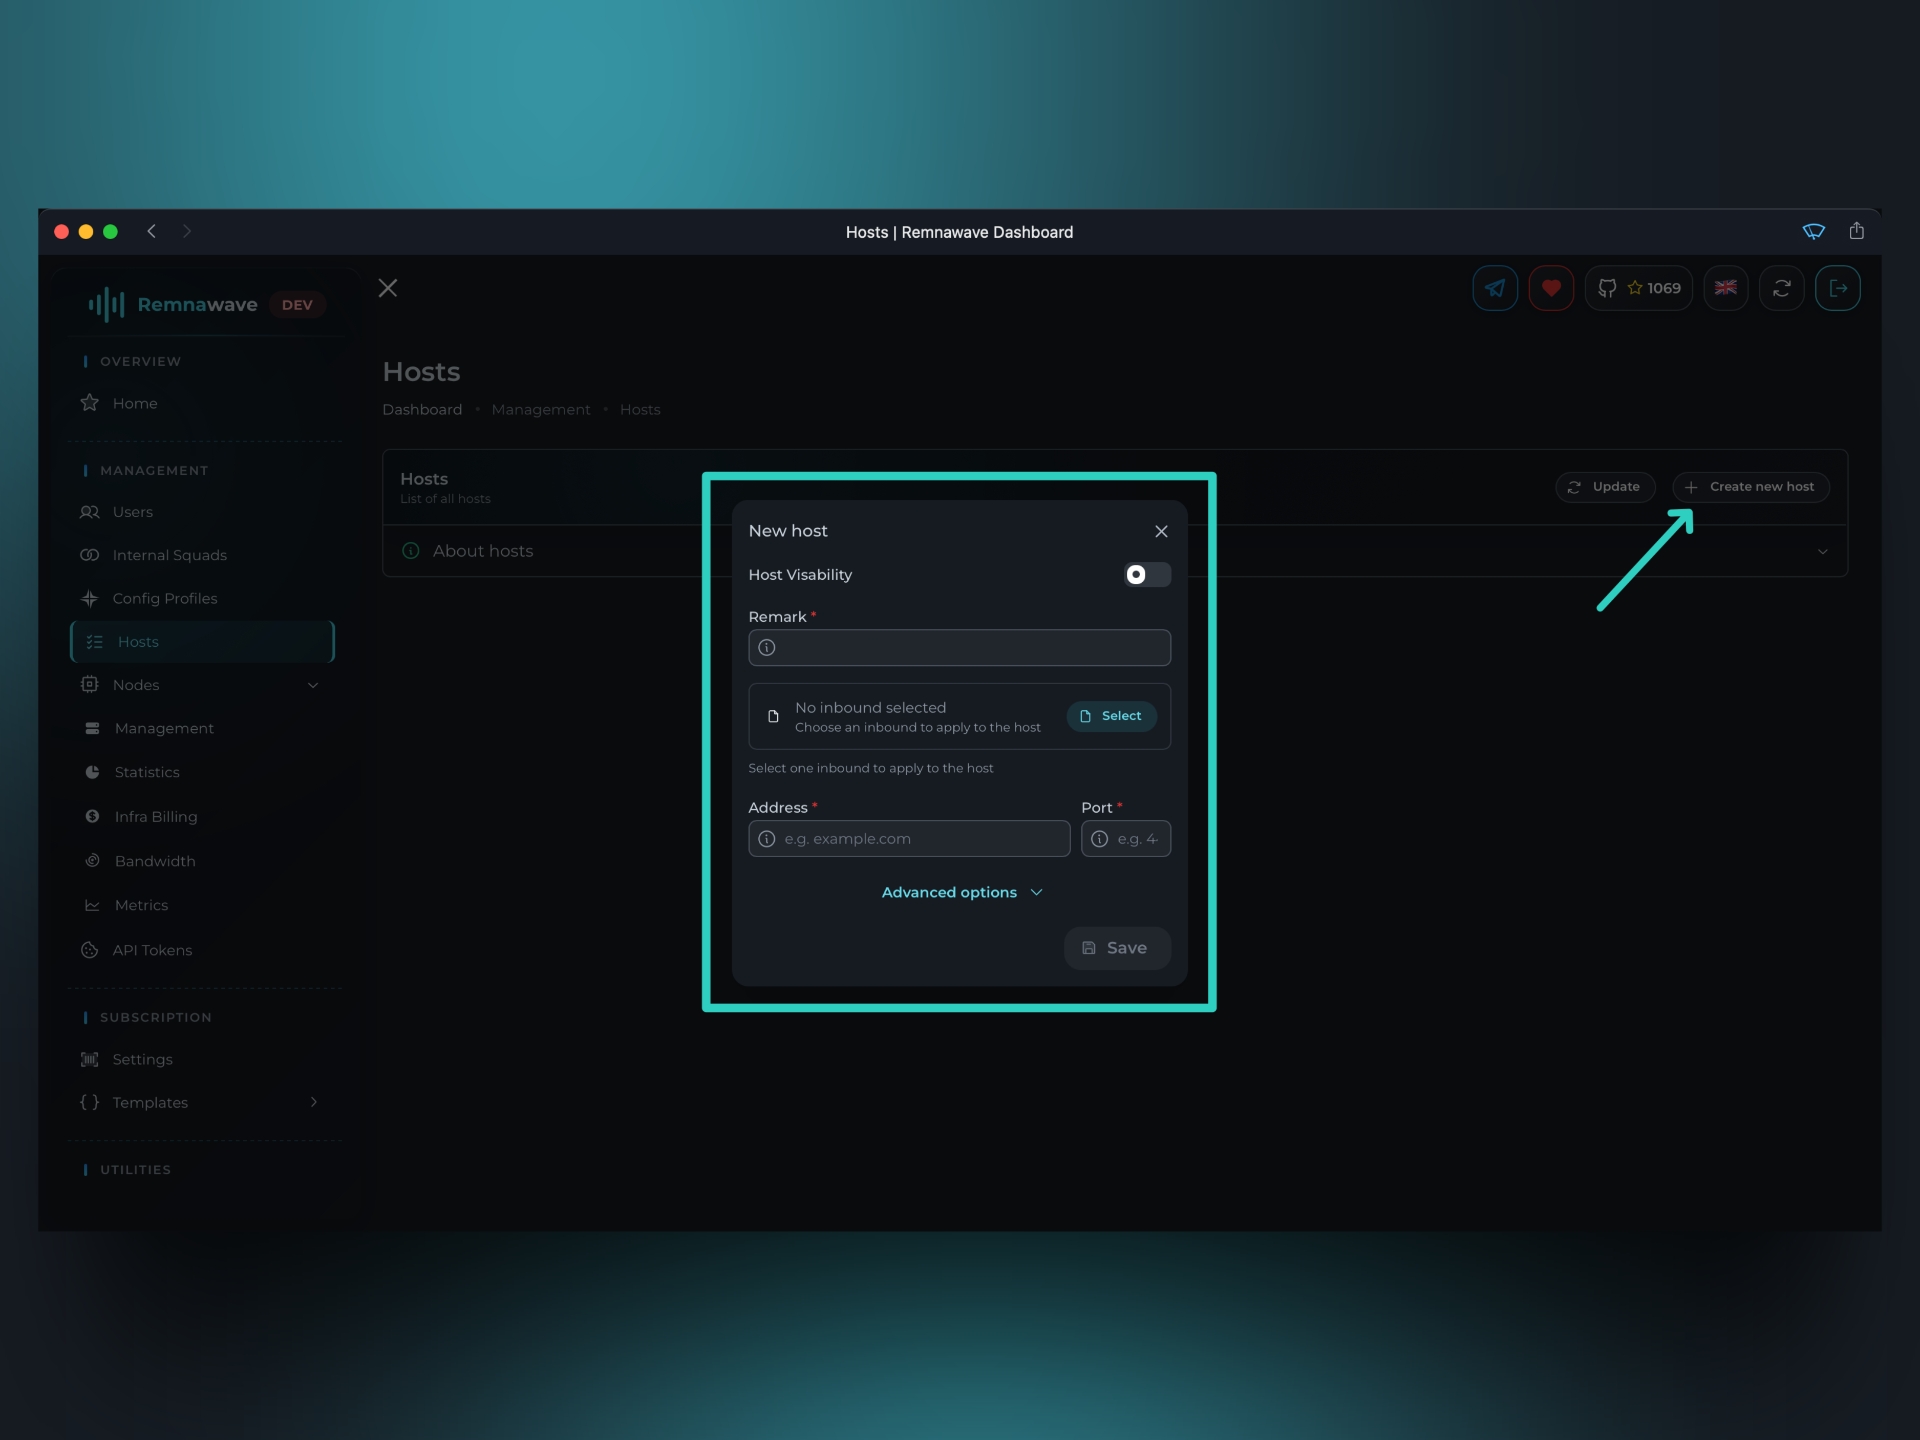 Hosts | Remnawave Dashboard
Remnawave DEV
1069
OVERVIEW
Home
MANAGEMENT
Users
Internal Squads
Config Profiles
Hosts
Nodes
Management
Statistics
Infra Billing
Bandwidth
Metrics
API Tokens
SUBSCRIPTION
Settings
Templates
UTILITIES
Hosts
Dashboard • Management • Hosts
Hosts
List of all hosts
Update
Create new host
About hosts
New host
Host Visability
Remark *
No inbound selected
Choose an inbound to apply to the host
Select
Select one inbound to apply to the host
Address *
Port *
e.g. example.com
e.g. 4
Advanced options
Save